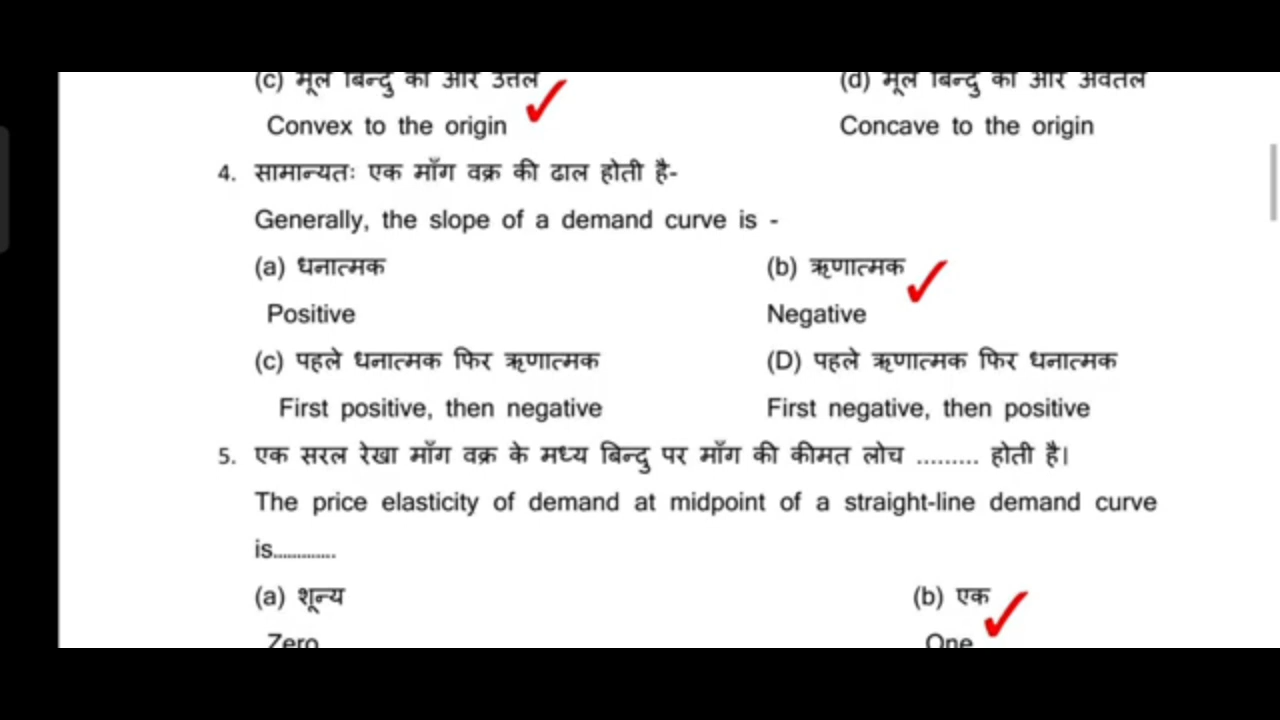 (c) मूल बिन्दु की ओर उत्तल (d) मूल बिन्दु की ओर अवतल
Convex to the origin Concave to the origin
4. सामान्यतः एक माँग वक्र की ढाल होती है-
Generally, the slope of a demand curve is -
(a) धनात्मक (b) ऋणात्मक
Positive Negative
(c) पहले धनात्मक फिर ऋणात्मक (D) पहले ऋणात्मक फिर धनात्मक
First positive, then negative First negative, then positive
5. एक सरल रेखा माँग वक्र के मध्य बिन्दु पर माँग की कीमत लोच ......... होती है।
The price elasticity of demand at midpoint of a straight-line demand curve
is.............
(a) शून्य (b) एक
Zero One